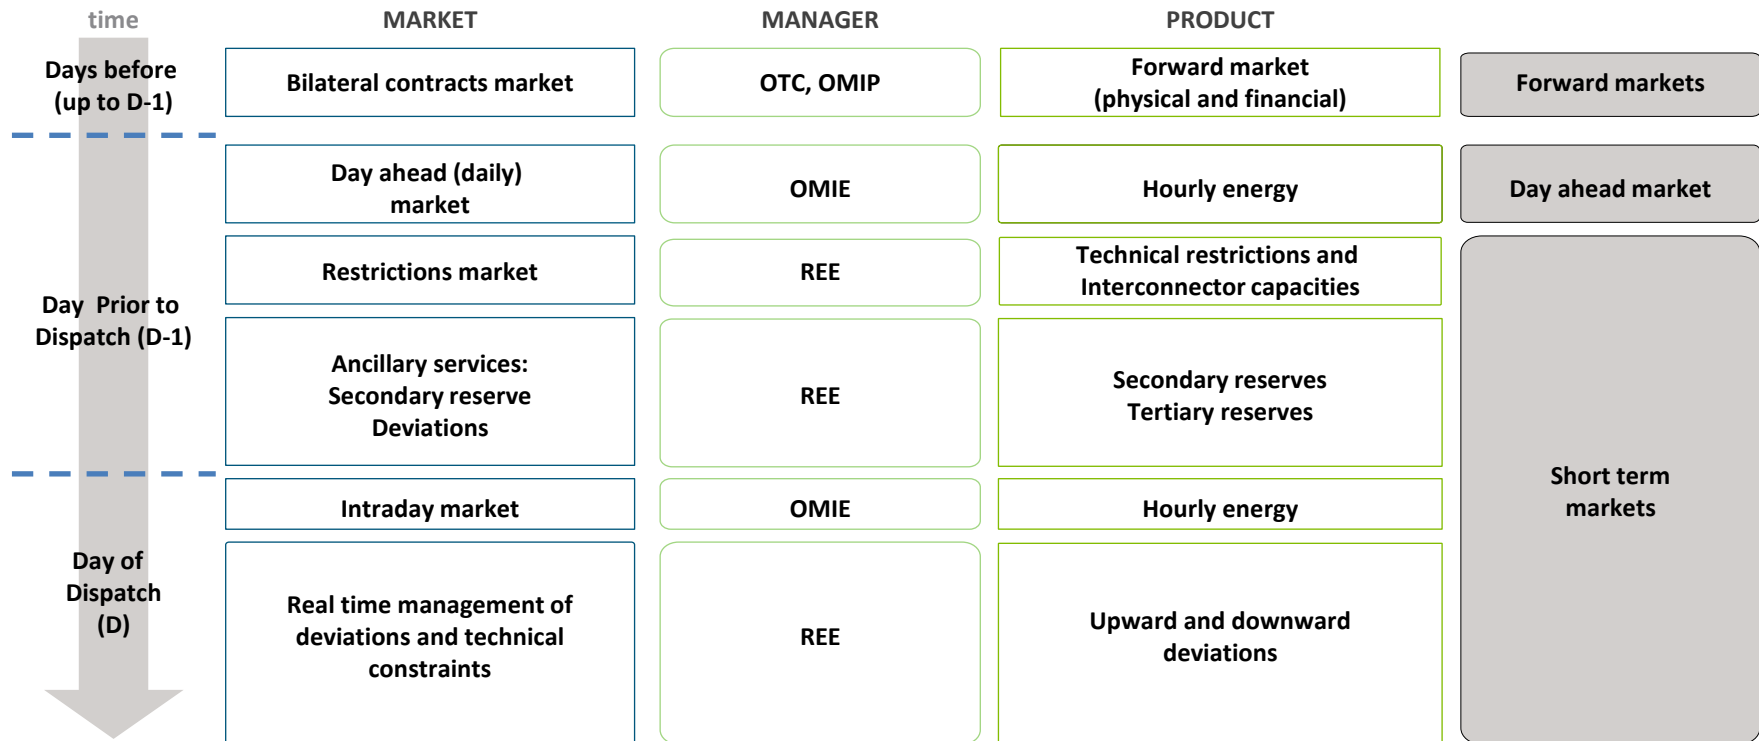 time
MARKET
MANAGER
PRODUCT
Days before
(up to D-1)
Bilateral contracts market
OTC, OMIP
Forward market
(physical and financial)
Forward markets
Day ahead (daily)
market
OMIE
Hourly energy
Day ahead market
Day Prior to
Dispatch (D-1)
Restrictions market
REE
Technical restrictions and
Interconnector capacities
Ancillary services:
Secondary reserve
Deviations
REE
Secondary reserves
Tertiary reserves
Short term
markets
Intraday market
OMIE
Hourly energy
Day of
Dispatch
(D)
Real time management of
deviations and technical
constraints
REE
Upward and downward
deviations